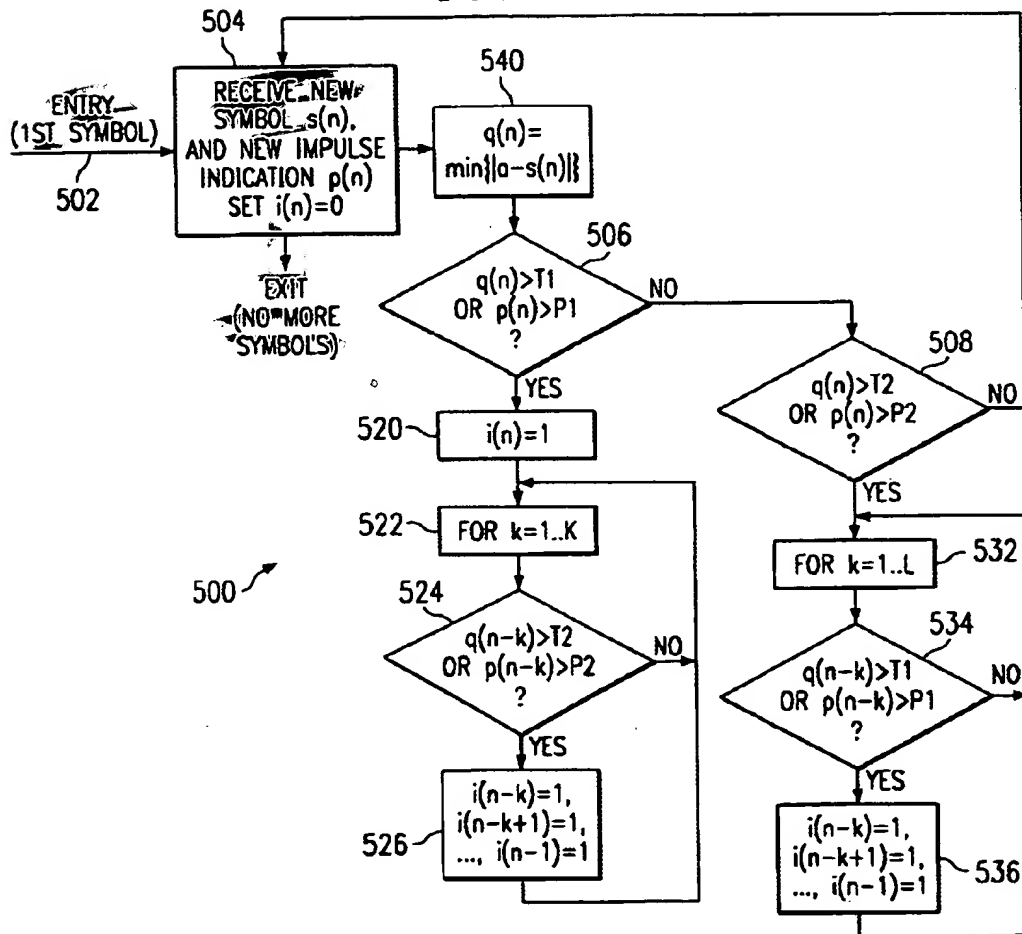 504
ENTRY
(1ST SYMBOL)
502
RECEIVE NEW
SYMBOL s(n),
AND NEW IMPULSE
INDICATION p(n)
SET i(n)=0
EXIT
(NO MORE
SYMBOLS)
540
q(n)=
min{||a-s(n)||}
506
q(n)>T1
OR p(n)>P1
?
NO
YES
508
q(n)>T2
OR p(n)>P2
?
NO
YES
520
i(n)=1
522
FOR k=1..K
532
FOR k=1..L
500
524
q(n-k)>T2
OR p(n-k)>P2
?
NO
YES
534
q(n-k)>T1
OR p(n-k)>P1
?
NO
YES
526
i(n-k)=1,
i(n-k+1)=1,
..., i(n-1)=1
i(n-k)=1,
i(n-k+1)=1,
..., i(n-1)=1
536